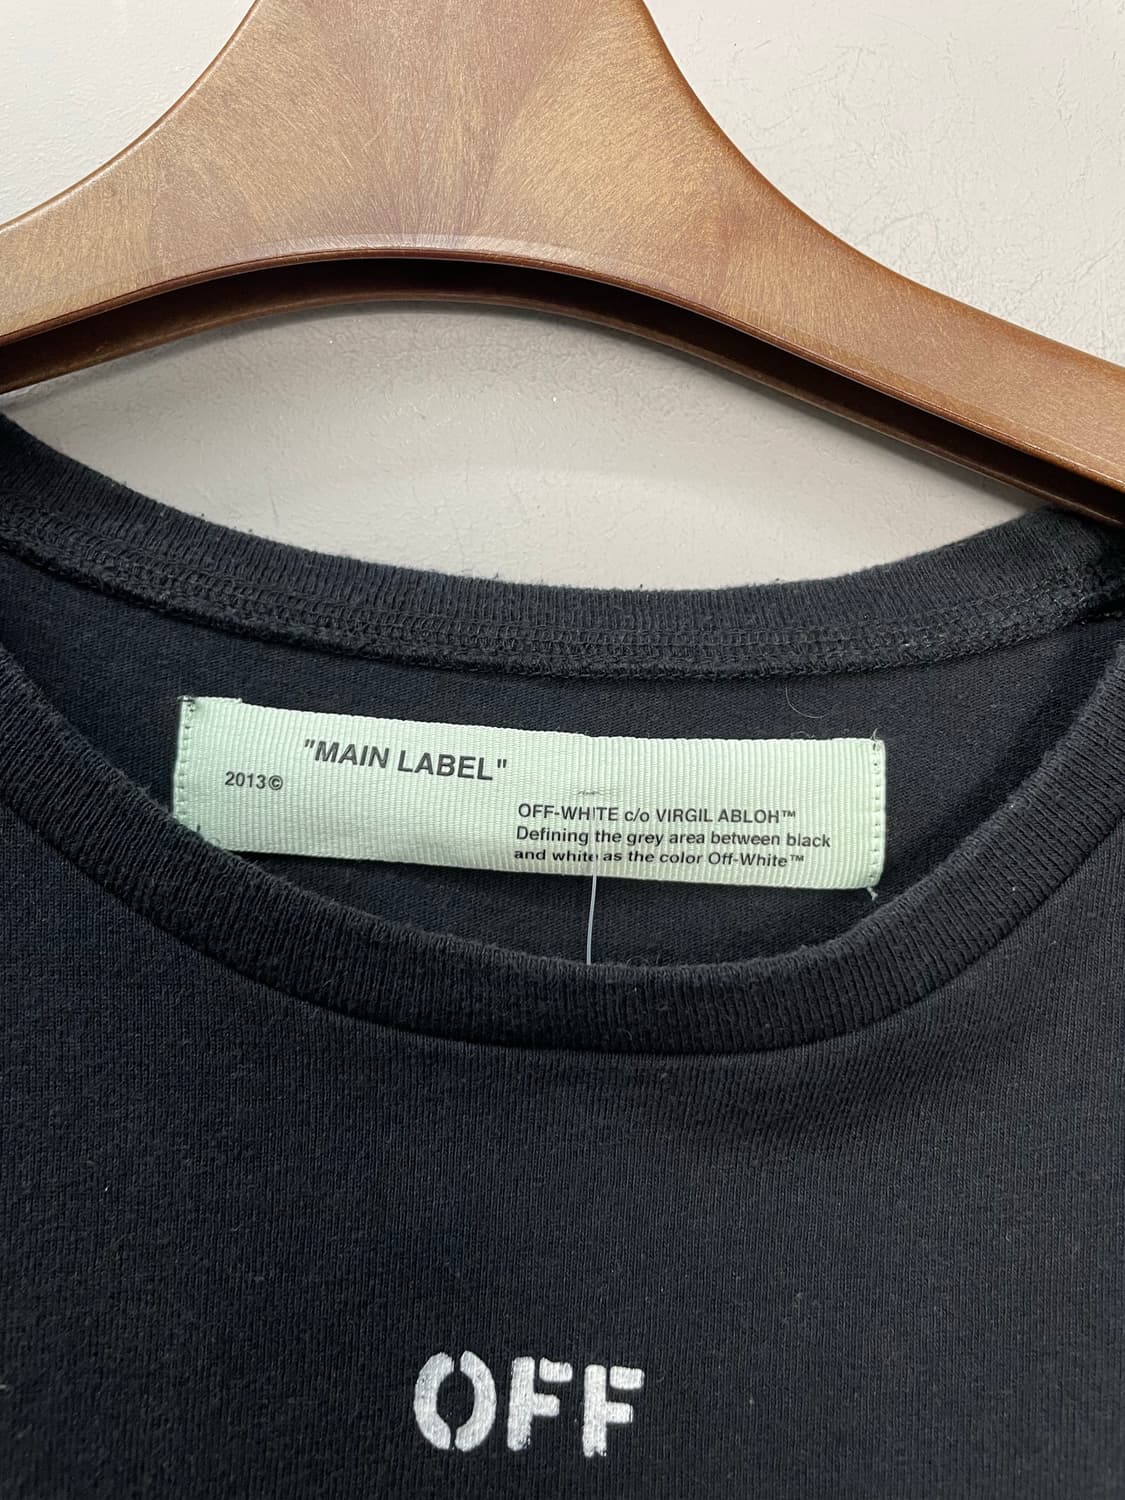 "MAIN LABEL"
2013©
OFF-WHITE c/o VIRGIL ABLOH™
Defining the grey area between black
and white as the color Off-White™
OFF